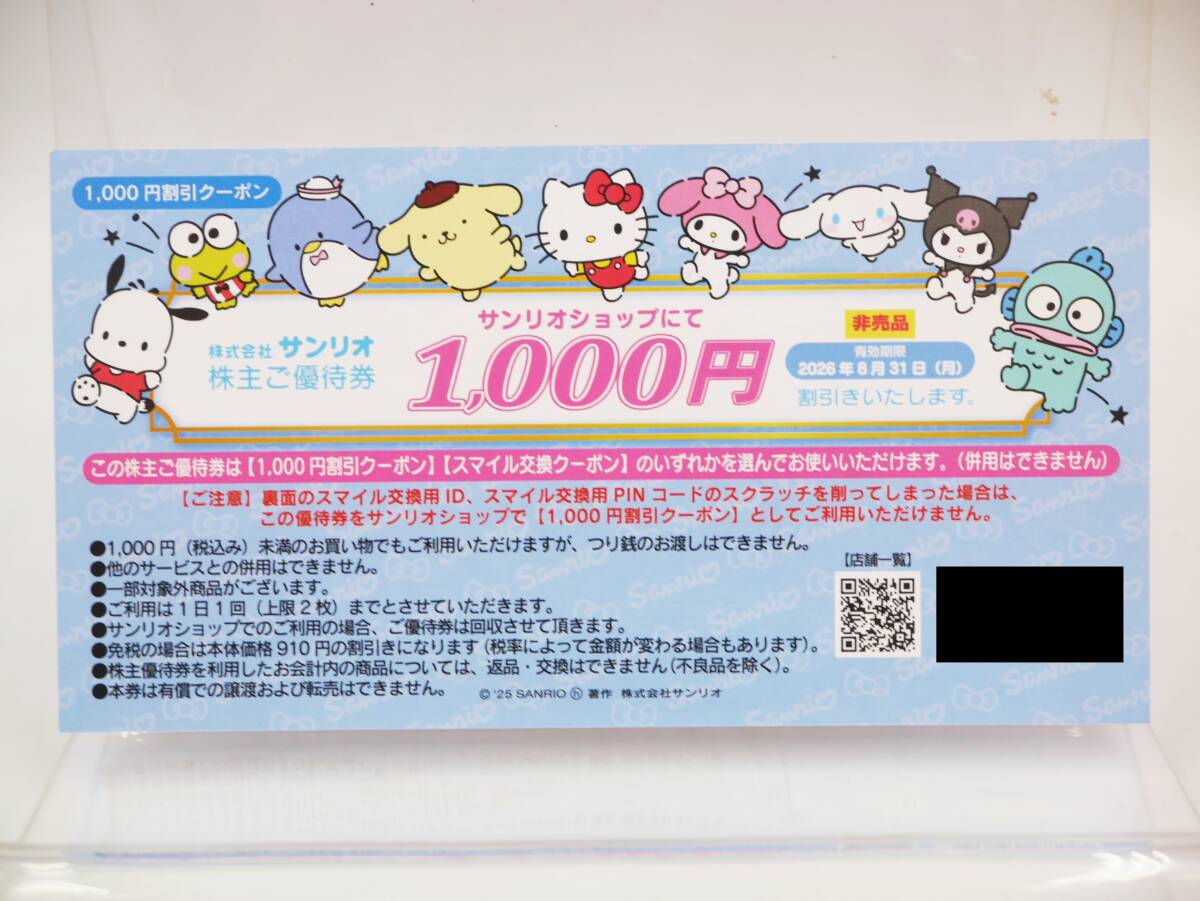 1,000円割引クーポン
株式会社 サンリオ
株主ご優待券
サンリオショップにて
1,000円
非売品
有効期限
2026年8月31日(月)
割引きいたします。
この株主ご優待券は【1,000円割引クーポン】【スマイル交換クーポン】のいずれかを選んでお使いいただけます。(併用はできません)
【ご注意】裏面のスマイル交換用ID、スマイル交換用PINコードのスクラッチを削ってしまった場合は、
この優待券をサンリオショップで【1,000円割引クーポン】としてご利用いただけません。
●1,000円(税込み)未満のお買い物でもご利用いただけますが、つり銭のお渡しはできません。
●他のサービスとの併用はできません。
●一部対象外商品がございます。
●ご利用は1日1回(上限2枚)までとさせていただきます。
●サンリオショップでのご利用の場合、ご優待券は回収させて頂きます。
●免税の場合は本体価格910円の割引きになります(税率によって金額が変わる場合もあります)。
●株主優待券を利用したお会計内の商品については、返品・交換はできません(不良品を除く)。
●本券は有償での譲渡および転売はできません。
【店舗一覧】
© '25 SANRIO ⓗ 著作 株式会社サンリオ